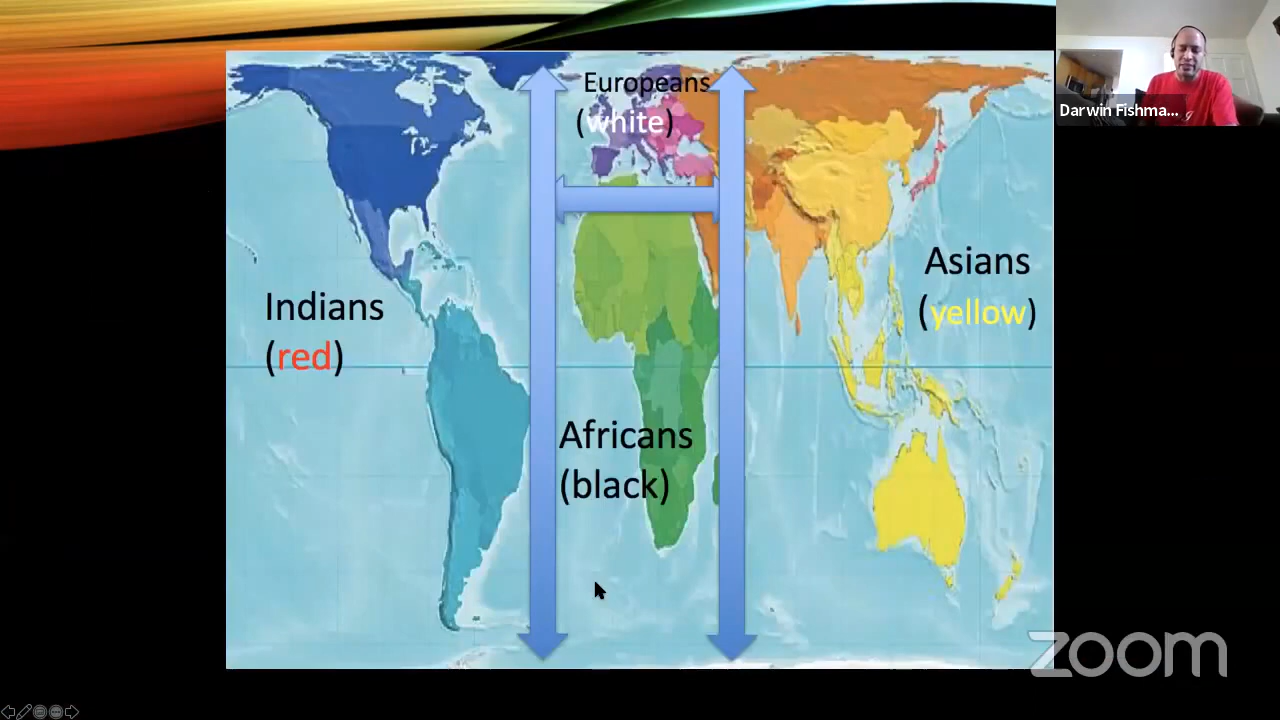 Europeans
(white)
Darwin Fishma...
Asians
(yellow)
Indians
(red)
Africans
(black)
zoom